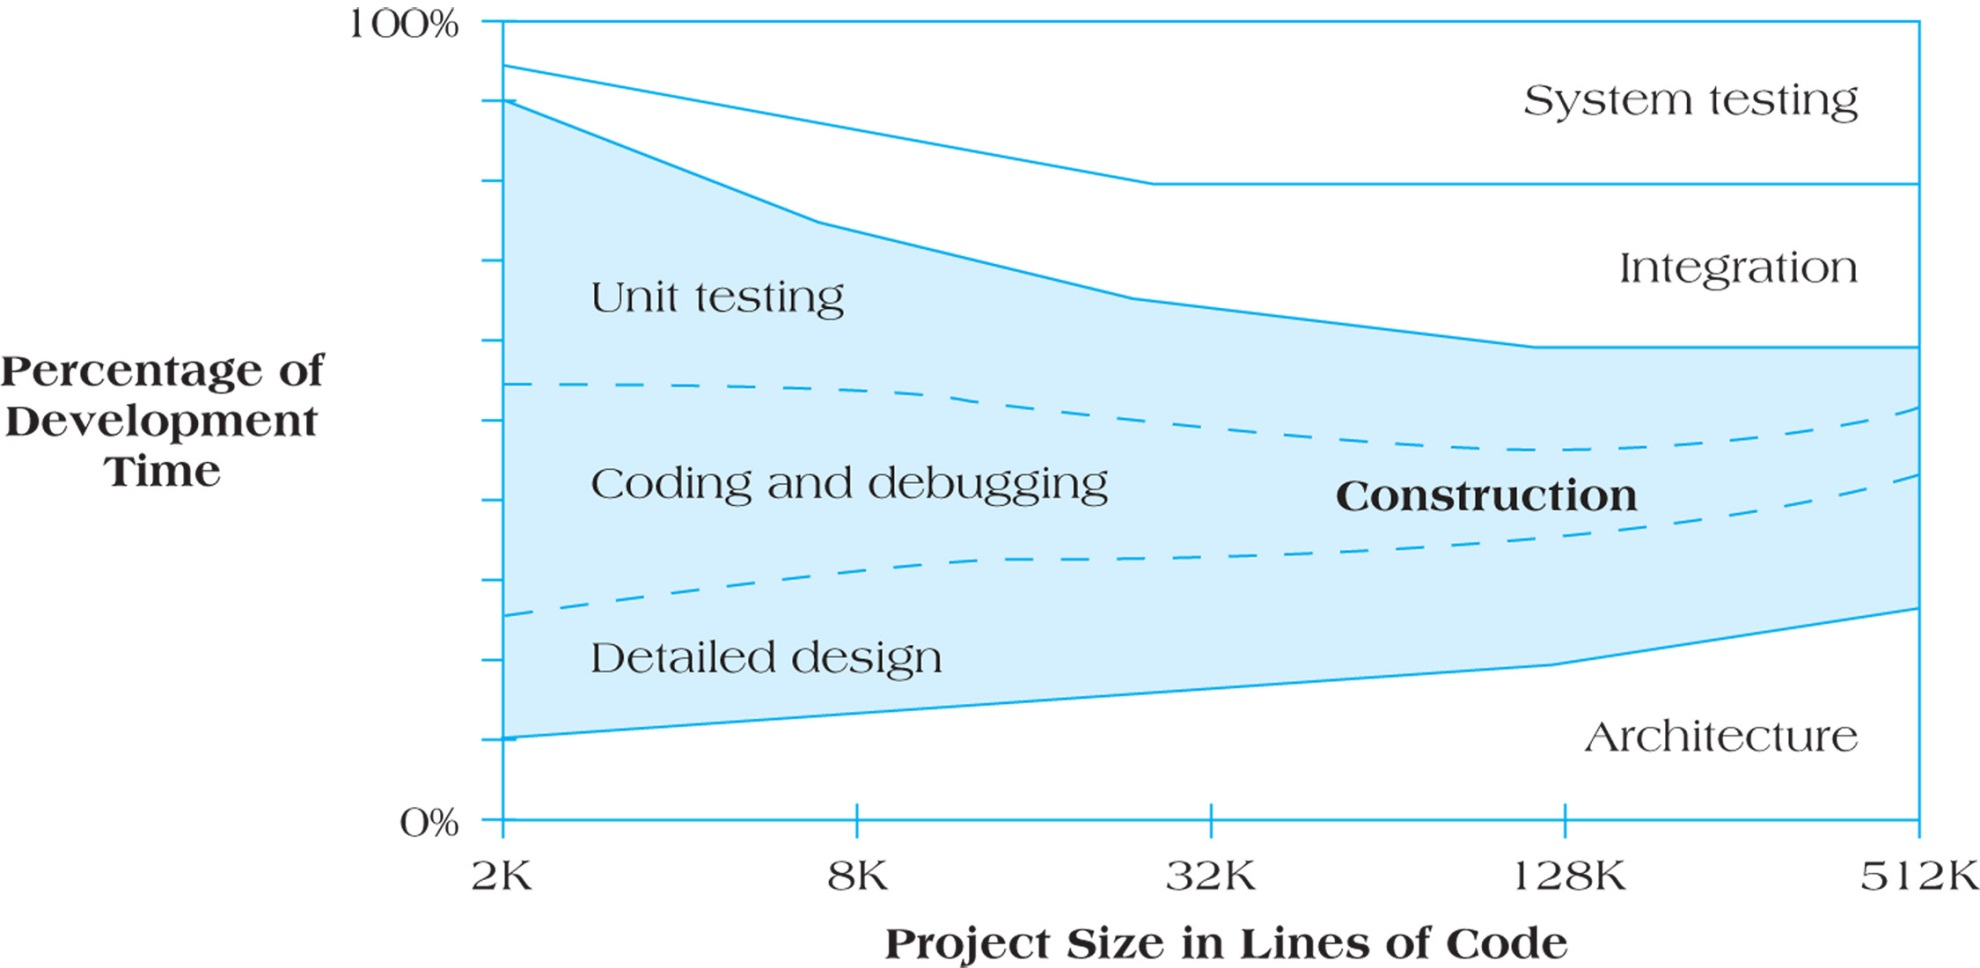 100%
System testing
Integration
Unit testing
Percentage of
Development
Time
Coding and debugging
Construction
Detailed design
Architecture
0%
2K 8K 32K 128K 512K
Project Size in Lines of Code